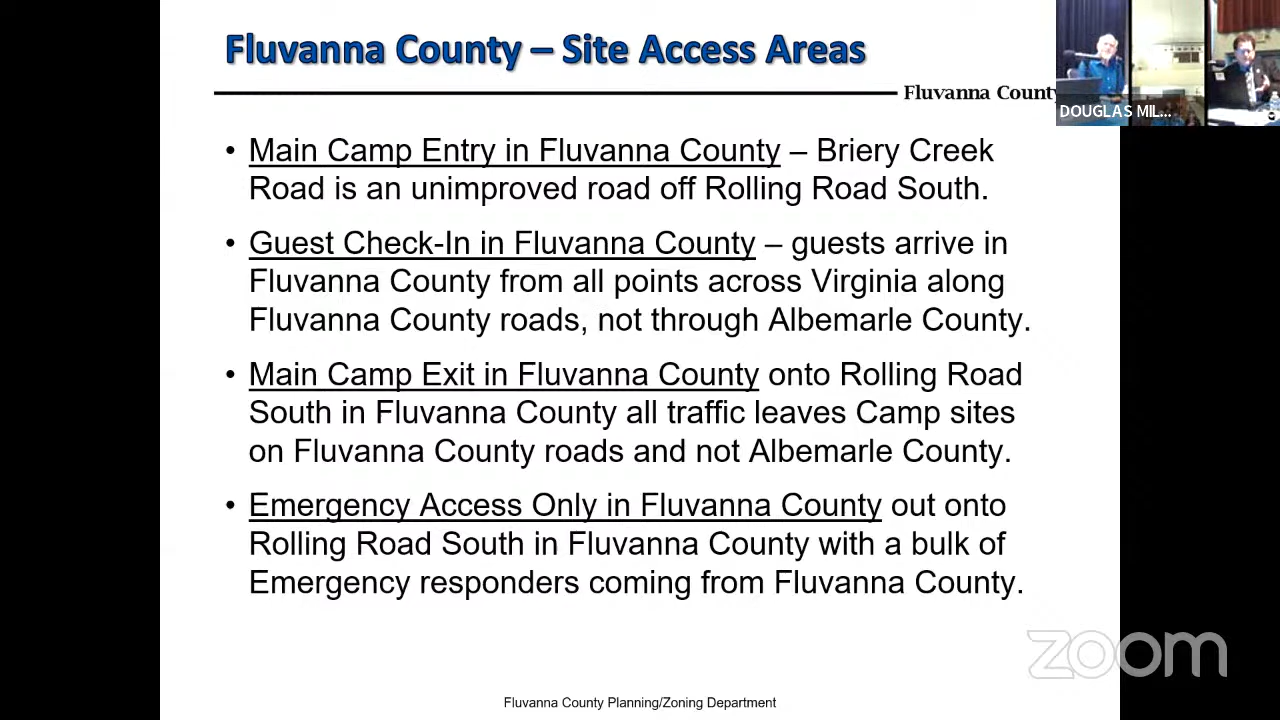 Fluvanna County – Site Access Areas
Fluvanna County
DOUGLAS MIL...
• Main Camp Entry in Fluvanna County – Briery Creek
Road is an unimproved road off Rolling Road South.
• Guest Check-In in Fluvanna County – guests arrive in
Fluvanna County from all points across Virginia along
Fluvanna County roads, not through Albemarle County.
• Main Camp Exit in Fluvanna County onto Rolling Road
South in Fluvanna County all traffic leaves Camp sites
on Fluvanna County roads and not Albemarle County.
• Emergency Access Only in Fluvanna County out onto
Rolling Road South in Fluvanna County with a bulk of
Emergency responders coming from Fluvanna County.
zoom
Fluvanna County Planning/Zoning Department